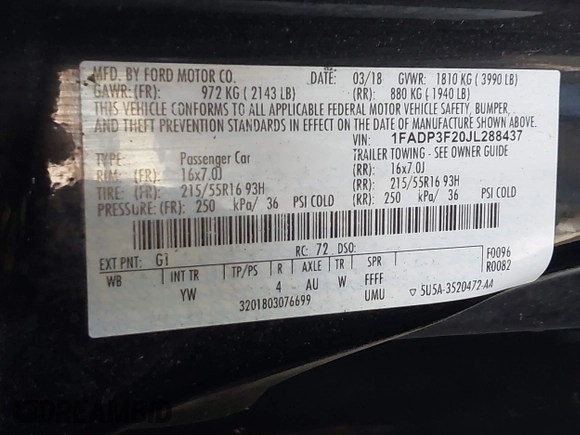 MFD. BY FORD MOTOR CO.
DATE: 03/18 GVWR: 1810 KG ( 3990 LB)
GAWR:(FR): 972 KG ( 2143 LB) (RR): 880 KG ( 1940 LB)
THIS VEHICLE CONFORMS TO ALL APPLICABLE FEDERAL MOTOR VEHICLE SAFETY, BUMPER,
AND THEFT PREVENTION STANDARDS IN EFFECT ON THE
DATE OF MANUFACTURE SHOWN ABOVE.
VIN: 1FADP3F20JL288437
TYPE: Passenger Car TRAILER TOWING - SEE OWNER GUIDE
RIM: (FR): 16x7.0J (RR): 16x7.0J
TIRE: (FR): 215/55R16 93H (RR): 215/55R16 93H
PRESSURE: (FR): 250 kPa/ 36 PSI COLD (RR): 250 kPa/ 36 PSI COLD
EXT PNT: G1 RC: 72 DSO: F0096
WB INT TR TP/PS R AXLE TR SPR R0082
YW 4 AU W FFFF
3201803076699 UMU ▽ 5U5A-3520472-AA
DREAMBID